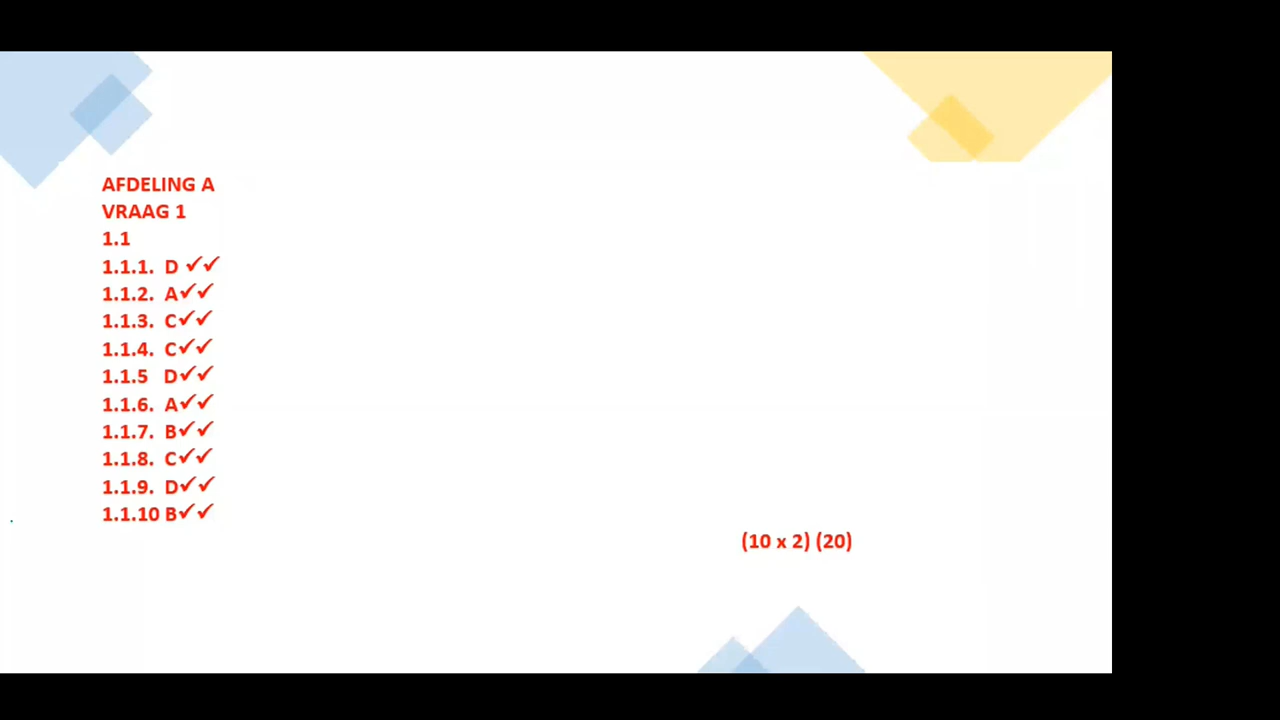 AFDELING A
VRAAG 1
1.1
1.1.1. D ✓✓
1.1.2. A✓✓
1.1.3. C✓✓
1.1.4. C✓✓
1.1.5 D✓✓
1.1.6. A✓✓
1.1.7. B✓✓
1.1.8. C✓✓
1.1.9. D✓✓
1.1.10 B✓✓
(10 x 2) (20)